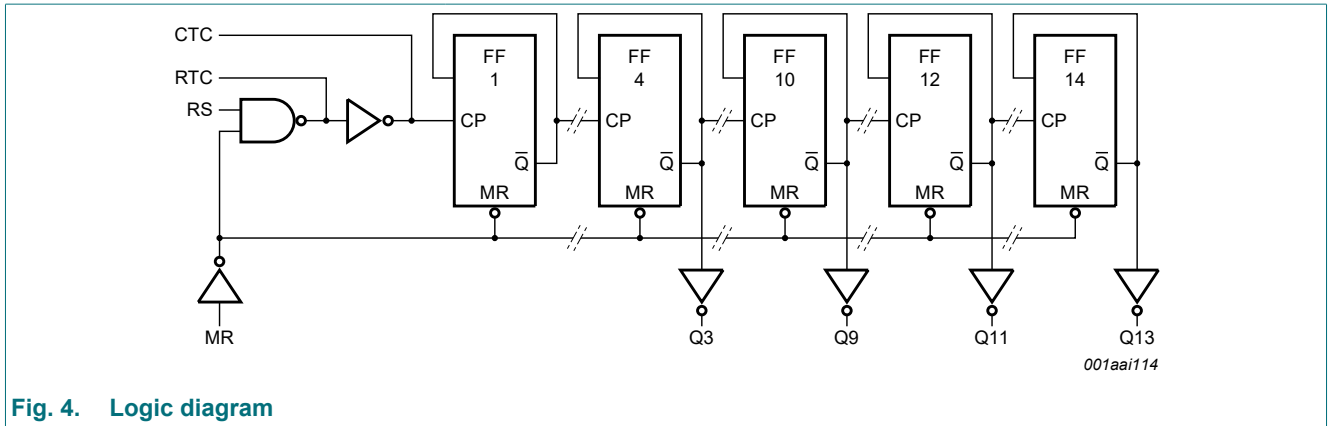 CTC
RTC
RS
FF
1
CP
Q
MR
FF
4
CP
Q
MR
FF
10
CP
Q
MR
FF
12
CP
Q
MR
FF
14
CP
Q
MR
MR
Q3
Q9
Q11
Q13
001aai114
Fig. 4. Logic diagram